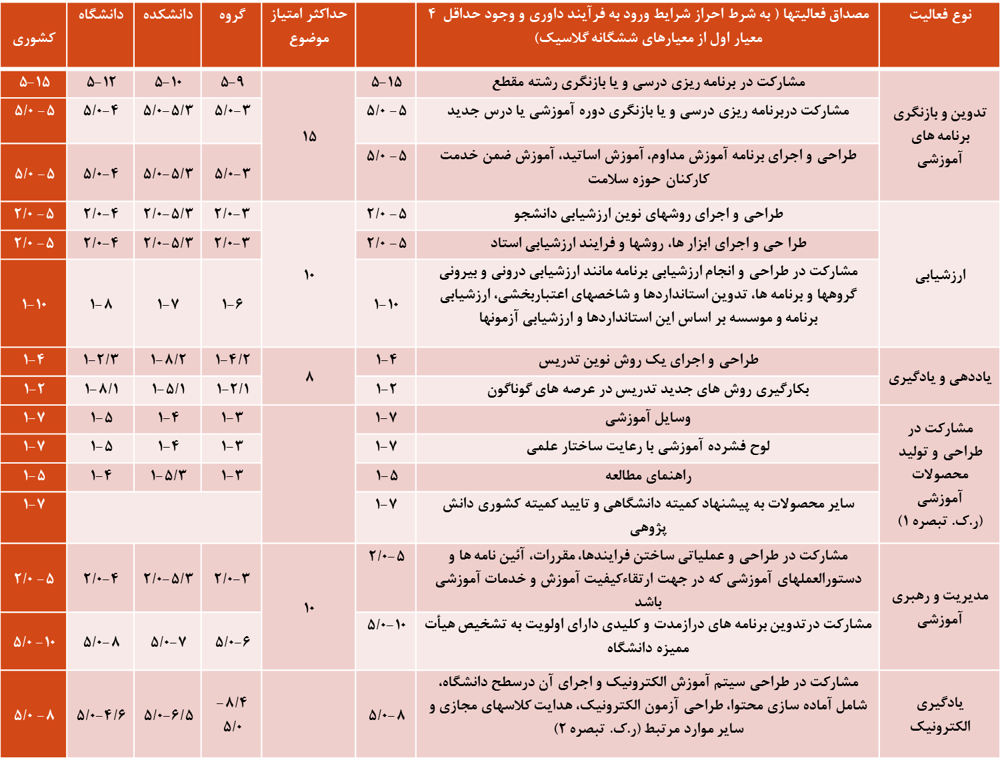 نوع فعالیت
مصداق فعالیتها ( به شرط احراز شرایط ورود به فرآیند داوری و وجود حداقل ۴
معیار اول از معیارهای ششگانه گلاسیک)
حداکثر امتیاز
موضوع
گروه
دانشکده
دانشگاه
کشوری
تدوین و بازنگری
برنامه های
آموزشی
مشارکت در برنامه ریزی درسی و یا بازنگری رشته مقطع
۵-۱۵
۱۵
۵-۹
۵-۱۰
۵-۱۲
۵-۱۵
مشارکت دربرنامه ریزی درسی و یا بازنگری دوره آموزشی یا درس جدید
۵/۰ - ۵
۵/۰-۳
۵/۰-۵/۳
۵/۰-۴
۵/۰ - ۵
طراحی و اجرای برنامه آموزش مداوم، آموزش اساتید، آموزش ضمن خدمت
کارکنان حوزه سلامت
۵/۰ - ۵
۵/۰-۳
۵/۰-۵/۳
۵/۰-۴
۵/۰ - ۵
ارزشیابی
طراحی و اجرای روشهای نوین ارزشیابی دانشجو
۲/۰ - ۵
۱۰
۲/۰-۳
۲/۰-۵/۳
۲/۰-۴
۲/۰ - ۵
طرا حی و اجرای ابزار ها، روشها و فرایند ارزشیابی استاد
۲/۰ - ۵
۲/۰-۳
۲/۰-۵/۳
۲/۰-۴
۲/۰ - ۵
مشارکت در طراحی و انجام ارزشیابی برنامه مانند ارزشیابی درونی و بیرونی
گروهها و برنامه ها، تدوین استانداردها و شاخصهای اعتباربخشی، ارزشیابی
برنامه و موسسه بر اساس این استانداردها و ارزشیابی آزمونها
۱-۱۰
۱-۶
۱-۷
۱-۸
۱-۱۰
یاددهی و یادگیری
طراحی و اجرای یک روش نوین تدریس
۱-۴
۸
۱-۴/۲
۱-۸/۲
۱-۲/۳
۱-۴
بکارگیری روش های جدید تدریس در عرصه های گوناگون
۱-۲
۱-۲/۱
۱-۵/۱
۱-۸/۱
۱-۲
مشارکت در
طراحی و تولید
محصولات
آموزشی
(ر.ک. تبصره ۱)
وسایل آموزشی
۱-۷
۱-۳
۱-۴
۱-۵
۱-۷
لوح فشرده آموزشی با رعایت ساختار علمی
۱-۷
۱-۳
۱-۴
۱-۵
۱-۷
راهنمای مطالعه
۱-۵
۱-۳
۱-۵/۳
۱-۴
۱-۵
سایر محصولات به پیشنهاد کمیته دانشگاهی و تایید کمیته کشوری دانش
پژوهی
۱-۷
۱-۷
مدیریت و رهبری
آموزشی
مشارکت در طراحی و عملیاتی ساختن فرایندها، مقررات، آئین نامه ها و
دستورالعملهای آموزشی که در جهت ارتقاءکیفیت آموزش و خدمات آموزشی
باشد
۲/۰-۵
۱۰
۲/۰-۳
۲/۰-۵/۳
۲/۰-۴
۲/۰ - ۵
مشارکت درتدوین برنامه های درازمدت و کلیدی دارای اولویت به تشخیص هیأت
ممیزه دانشگاه
۵/۰-۱۰
۵/۰-۶
۵/۰-۷
۵/۰-۸
۵/۰ - ۱۰
یادگیری
الکترونیک
مشارکت در طراحی سیتم آموزش الکترونیک و اجرای آن درسطح دانشگاه،
شامل آماده سازی محتوا، طراحی آزمون الکترونیک، هدایت کلاسهای مجازی و
سایر موارد مرتبط (ر.ک. تبصره ۲)
۵/۰-۸
۸/۴ -
۵/۰
۵/۰-۶/۵
۵/۰-۴/۶
۵/۰ - ۸